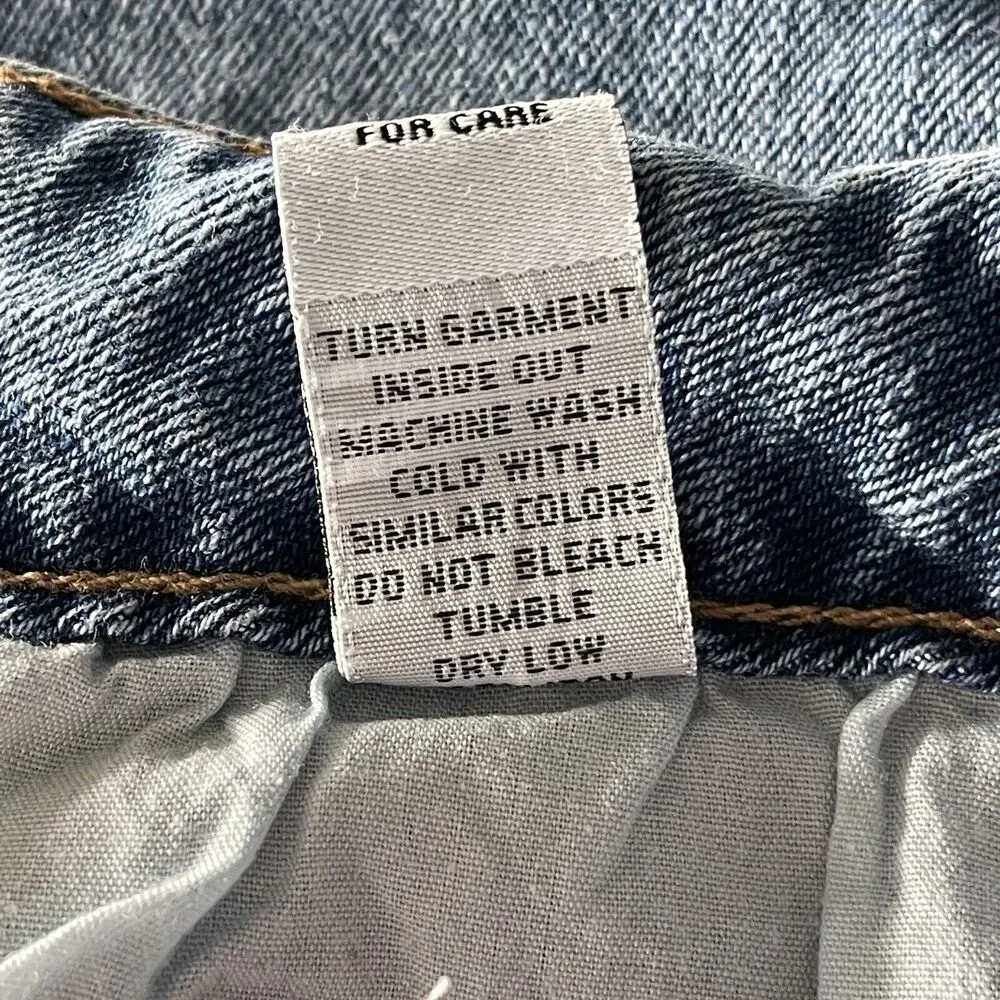 FOR CARE
TURN GARMENT
INSIDE OUT
MACHINE WASH
COLD WITH
SIMILAR COLORS
DO NOT BLEACH
TUMBLE
DRY LOW